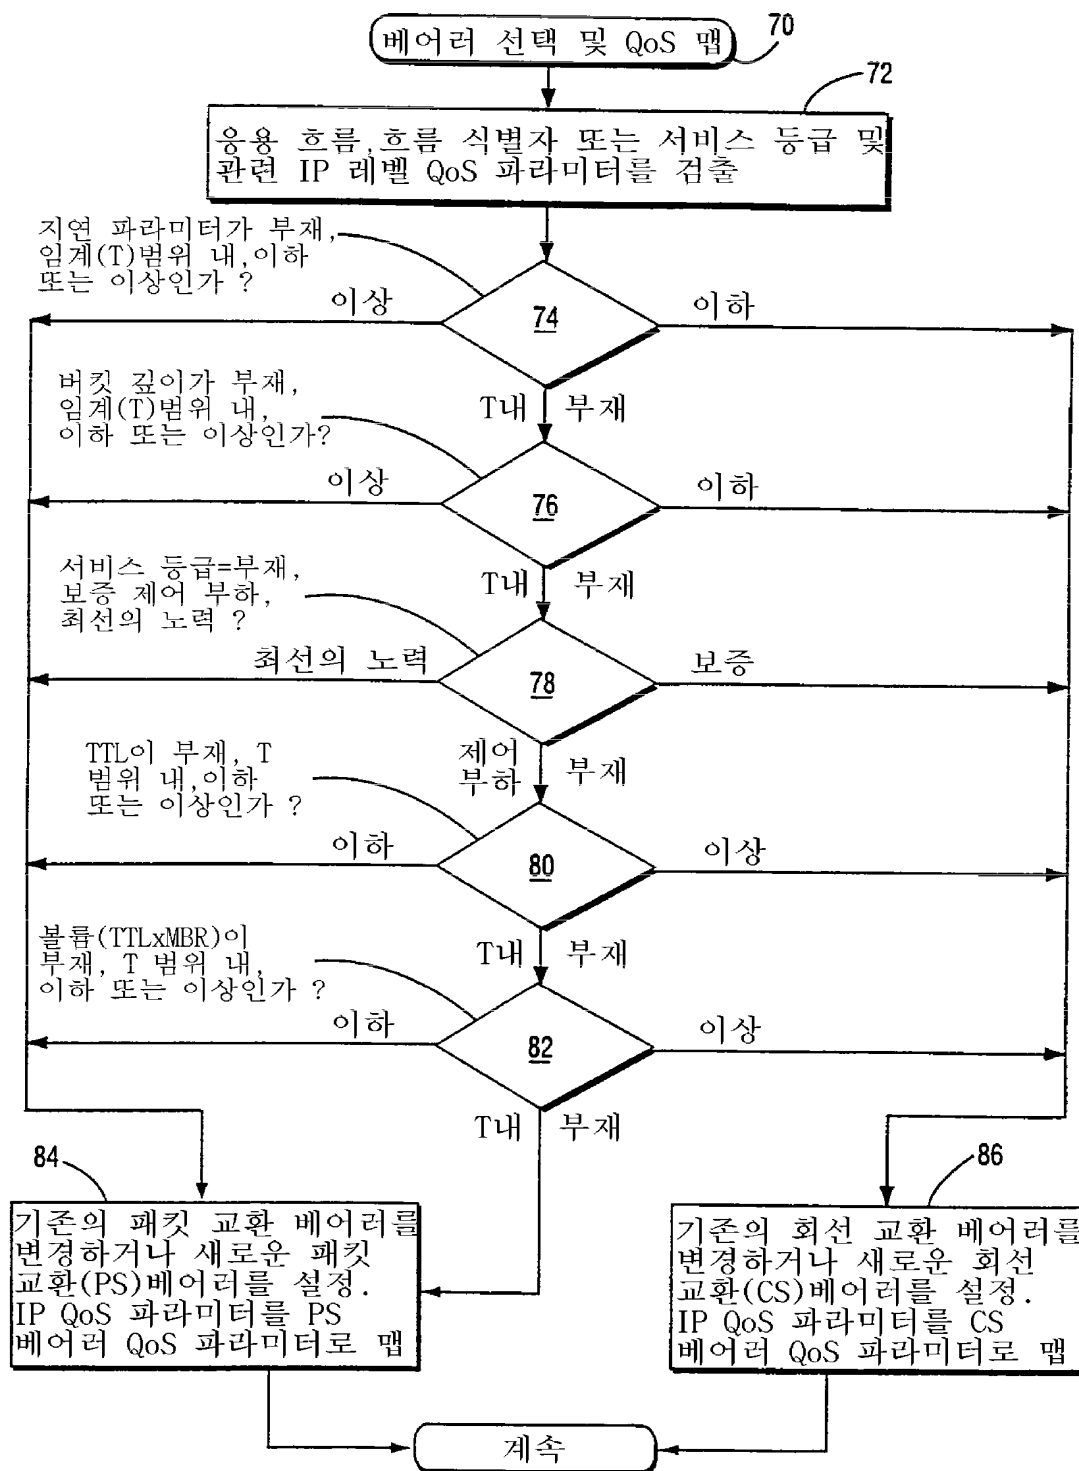 베어러 선택 및 QoS 맵
70
72
응용 흐름,흐름 식별자 또는 서비스 등급 및
관련 IP 레벨 QoS 파라미터를 검출
지연 파라미터가 부재,
임계(T)범위 내,이하
또는 이상인가 ?
이상
74
이하
T내 부재
버킷 깊이가 부재,
임계(T)범위 내,
이하 또는 이상인가?
이상
76
이하
T내 부재
서비스 등급=부재,
보증 제어 부하,
최선의 노력 ?
최선의 노력
78
보증
제어
부하
부재
TTL이 부재, T
범위 내,이하
또는 이상인가 ?
이하
80
이상
T내 부재
볼륨(TTLxMBR)이
부재, T 범위 내,
이하 또는 이상인가 ?
이하
82
이상
T내 부재
84
기존의 패킷 교환 베어러를
변경하거나 새로운 패킷
교환(PS)베어러를 설정.
IP QoS 파라미터를 PS
베어러 QoS 파라미터로 맵
86
기존의 회선 교환 베어러를
변경하거나 새로운 회선
교환(CS)베어러를 설정.
IP QoS 파라미터를 CS
베어러 QoS 파라미터로 맵
계속